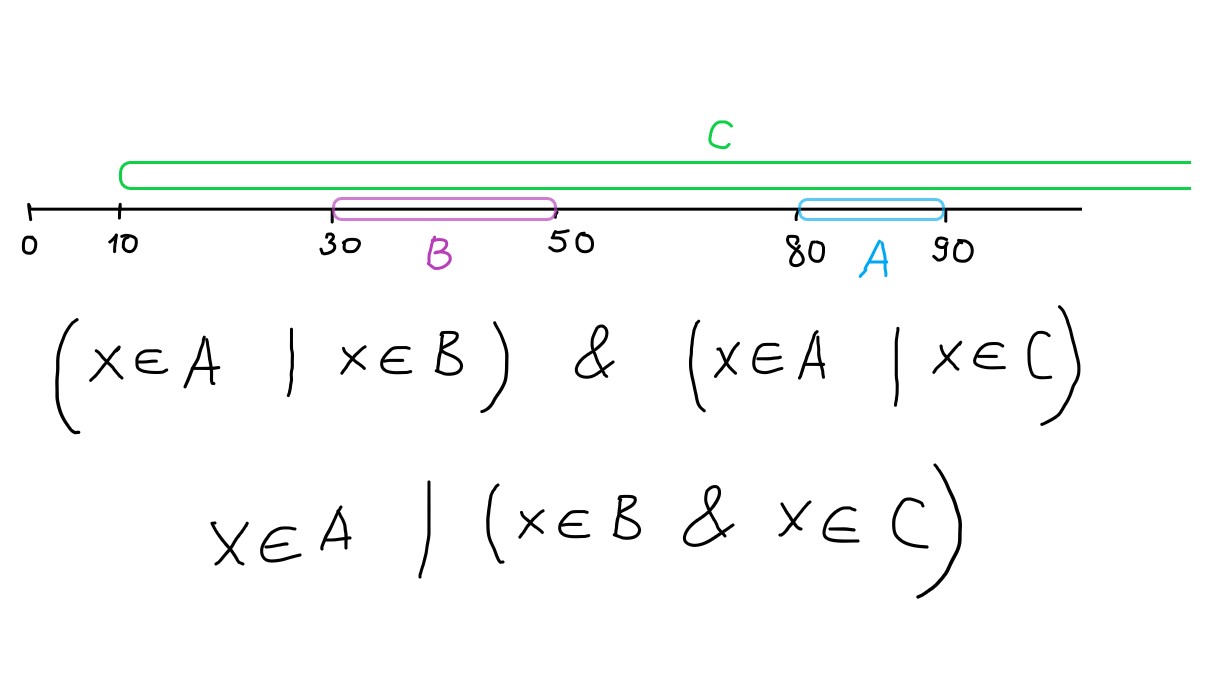 C
0 10 30 B 50 80 A 90
(x∈A | x∈B) & (x∈A | x∈C)
x∈A | (x∈B & x∈C)